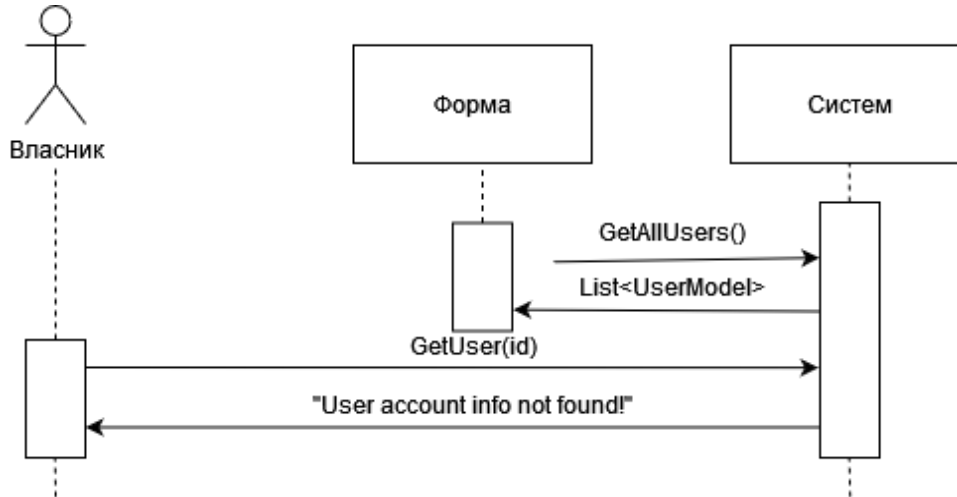 Власник
Форма
Систем
GetAllUsers()
List<UserModel>
GetUser(id)
"User account info not found!"